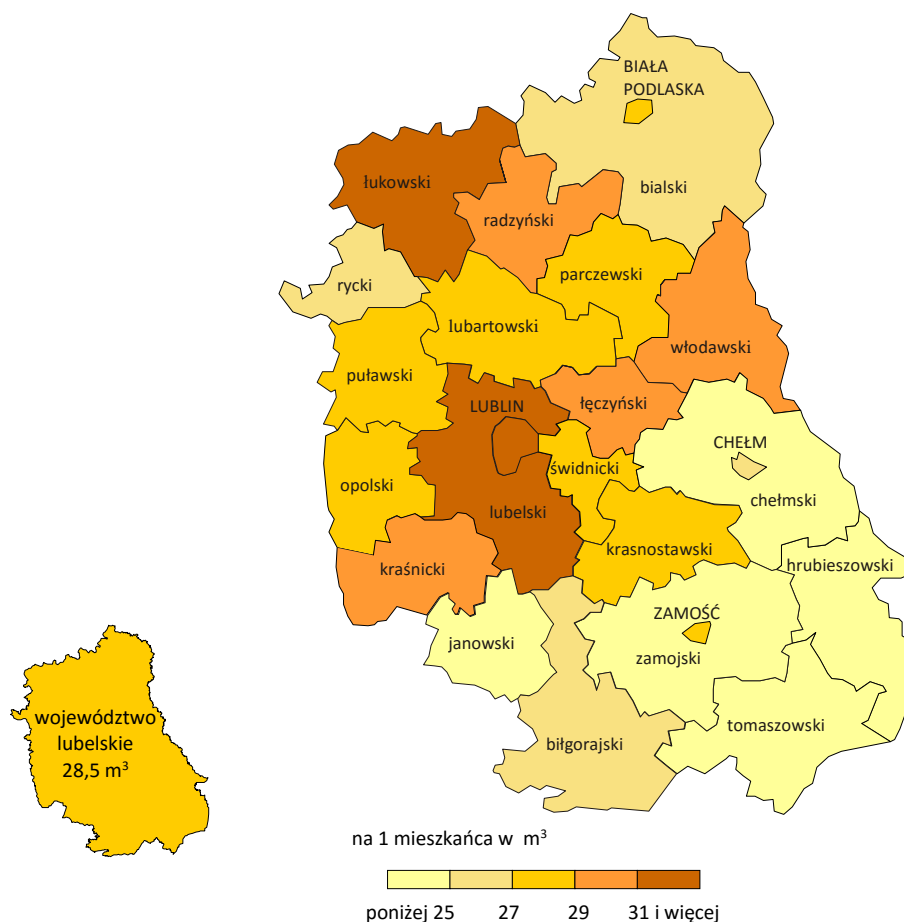 BIAŁA
PODLASKA
łukowski
bialski
radzyński
parczewski
rycki
lubartowski
włodawski
puławski
łęczyński
LUBLIN
CHEŁM
świdnicki
opolski
chełmski
lubelski
krasnostawski
hrubieszowski
kraśnicki
ZAMOŚĆ
janowski
zamojski
województwo
lubelskie
28,5 m³
tomaszowski
biłgorajski
na 1 mieszkańca w m³
poniżej 25 27 29 31 i więcej